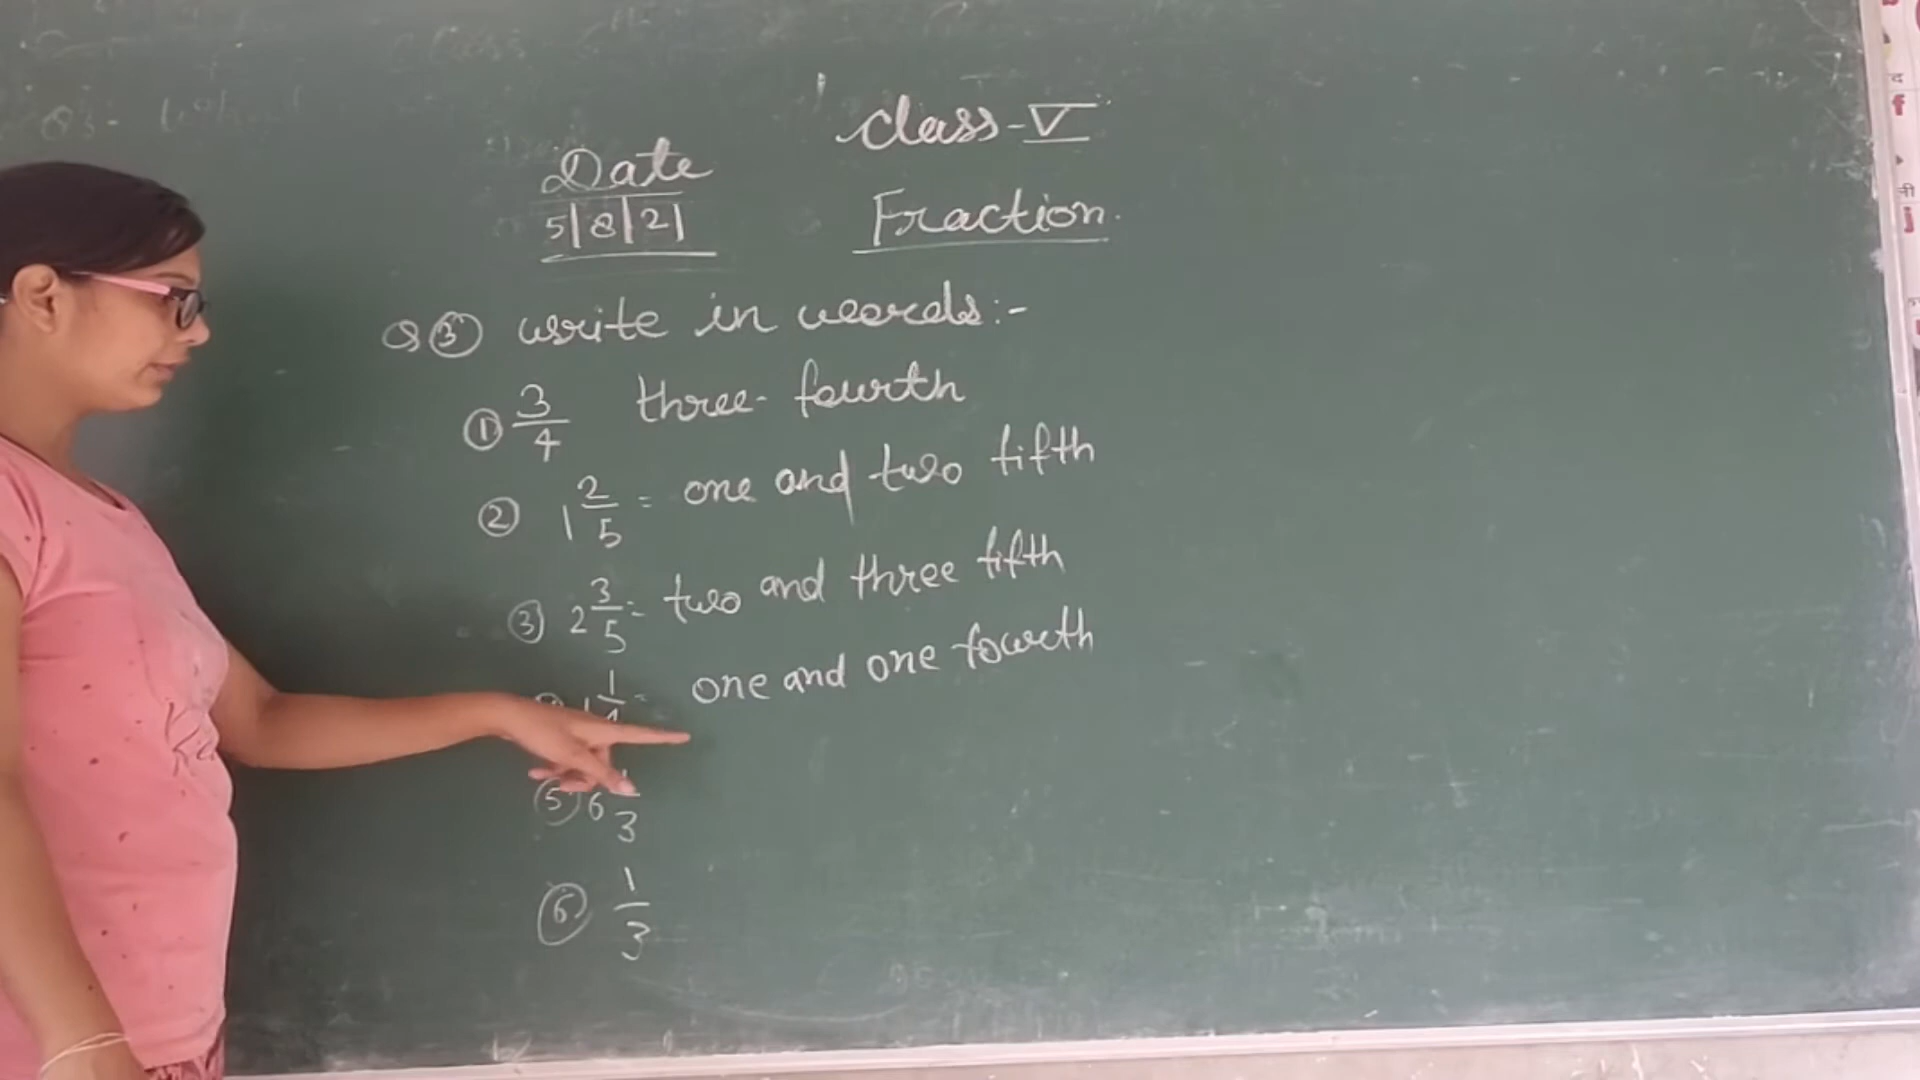 class - V
Date
5|8|21
Fraction.
Q ③ write in words:-
① 3/4 three - fourth
② 1 2/5 = one and two fifth
③ 2 3/5 = two and three fifth
1 1/4 = one and one fourth
⑤ 6 1/3
⑥ 1/3
f
j